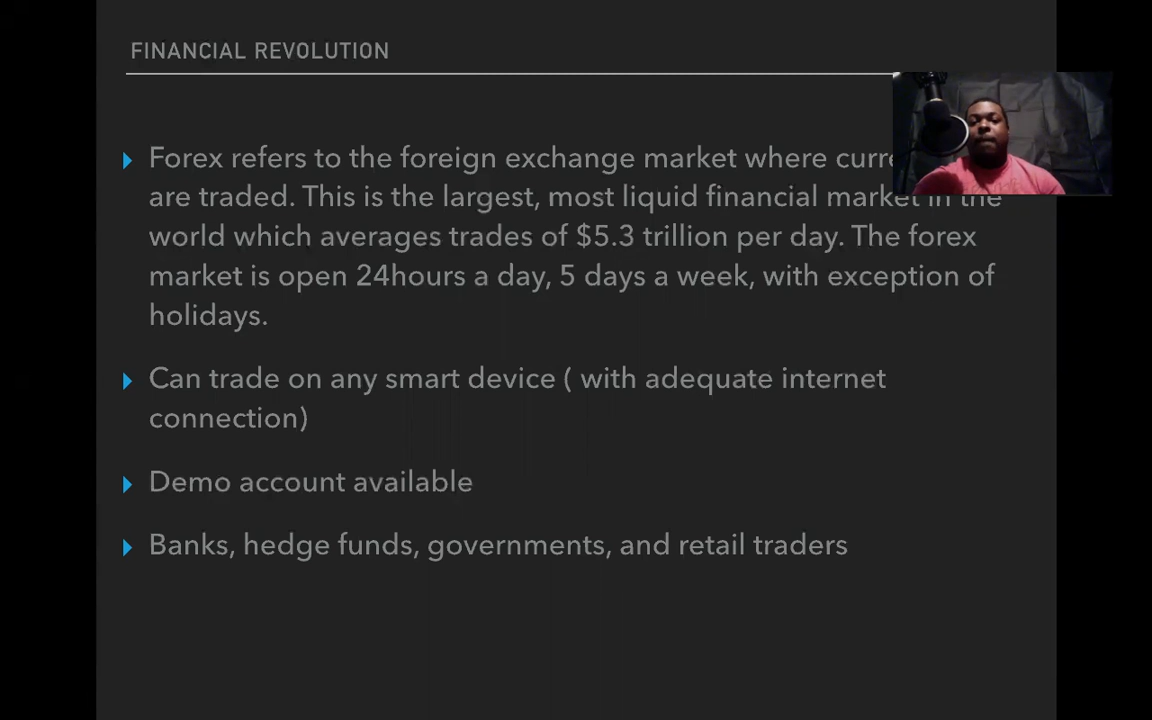 FINANCIAL REVOLUTION
Forex refers to the foreign exchange market where
are traded. This is the largest, most liquid financial market in the
world which averages trades of $5.3 trillion per day. The forex
market is open 24hours a day, 5 days a week, with exception of
holidays.
Can trade on any smart device ( with adequate internet
connection)
Demo account available
Banks, hedge funds, governments, and retail traders